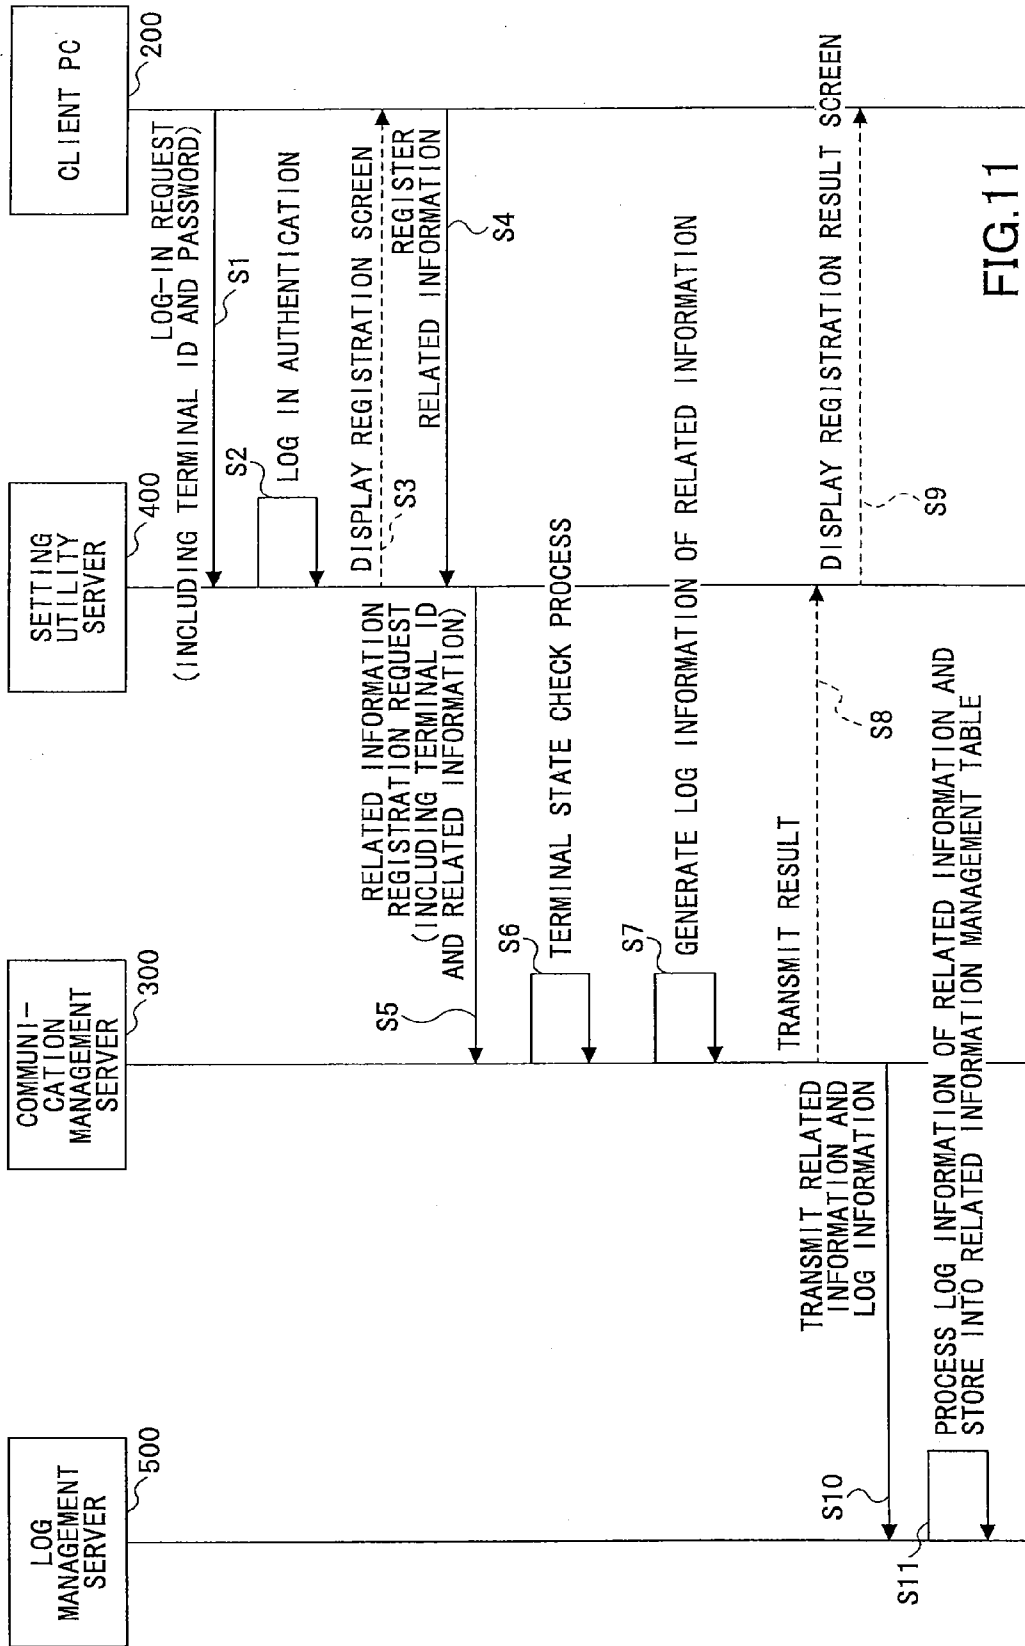 LOG
MANAGEMENT
SERVER
500
COMMUNI-
CATION
MANAGEMENT
SERVER
300
SETTING
UTILITY
SERVER
400
CLIENT PC
200
LOG-IN REQUEST
(INCLUDING TERMINAL ID AND PASSWORD)
S1
S2
LOG IN AUTHENTICATION
DISPLAY REGISTRATION SCREEN
S3
REGISTER
RELATED INFORMATION
S4
RELATED INFORMATION
REGISTRATION REQUEST
(INCLUDING TERMINAL ID
AND RELATED INFORMATION)
S5
S6
TERMINAL STATE CHECK PROCESS
S7
GENERATE LOG INFORMATION OF RELATED INFORMATION
TRANSMIT RESULT
S8
DISPLAY REGISTRATION RESULT SCREEN
S9
TRANSMIT RELATED
INFORMATION AND
LOG INFORMATION
S10
S11
PROCESS LOG INFORMATION OF RELATED INFORMATION AND
STORE INTO RELATED INFORMATION MANAGEMENT TABLE
FIG.11